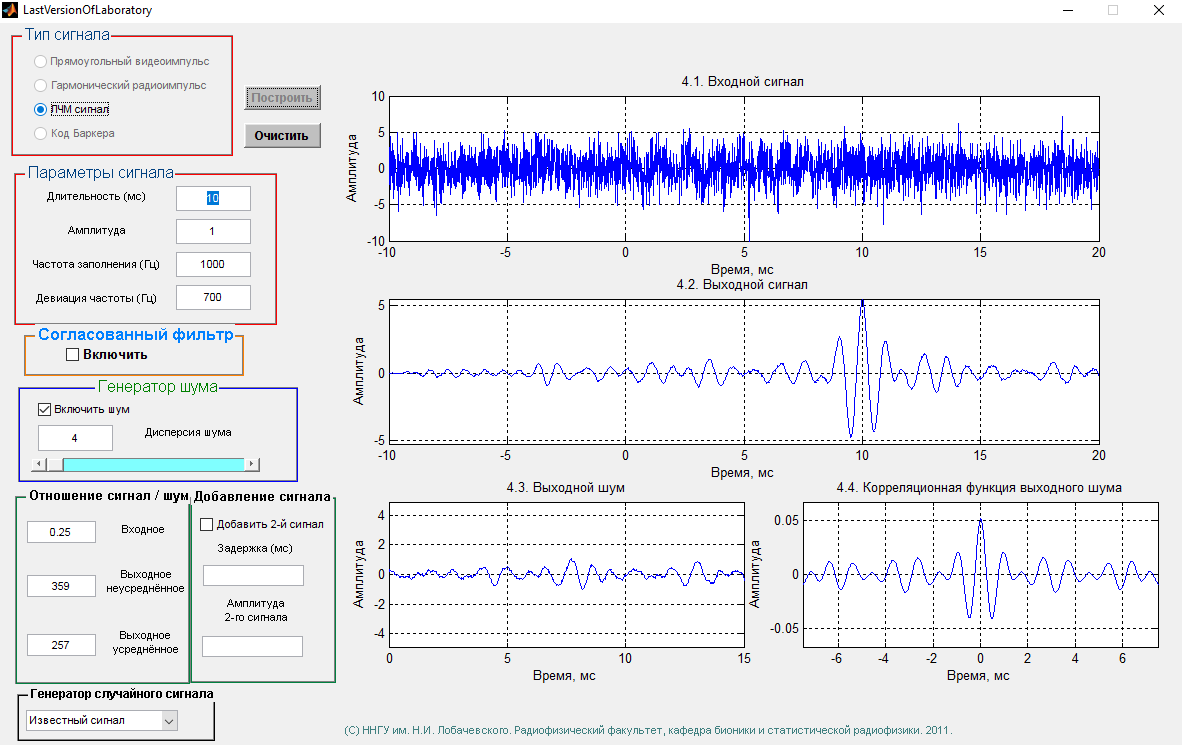 LastVersionOfLaboratory
Тип сигнала
Прямоугольный видеоимпульс
Гармонический радиоимпульс
ЛЧМ сигнал
Код Баркера
Построить
Очистить
Параметры сигнала
Длительность (мс)
10
Амплитуда
1
Частота заполнения (Гц)
1000
Девиация частоты (Гц)
700
Согласованный фильтр
Включить
Генератор шума
Включить шум
4
Дисперсия шума
Отношение сигнал / шум
0.25
Входное
359
Выходное
неусреднённое
257
Выходное
усреднённое
Добавление сигнала
Добавить 2-й сигнал
Задержка (мс)
Амплитуда
2-го сигнала
Генератор случайного сигнала
Известный сигнал
4.1. Входной сигнал
Амплитуда
10
5
0
-5
-10
-10 -5 0 5 10 15 20
Время, мс
4.2. Выходной сигнал
Амплитуда
5
0
-5
-10 -5 0 5 10 15 20
Время, мс
4.3. Выходной шум
Амплитуда
4
2
0
-2
-4
0 5 10 15
Время, мс
4.4. Корреляционная функция выходного шума
Амплитуда
0.05
0
-0.05
-6 -4 -2 0 2 4 6
Время, мс
(С) ННГУ им. Н.И. Лобачевского. Радиофизический факультет, кафедра бионики и статистической радиофизики. 2011.